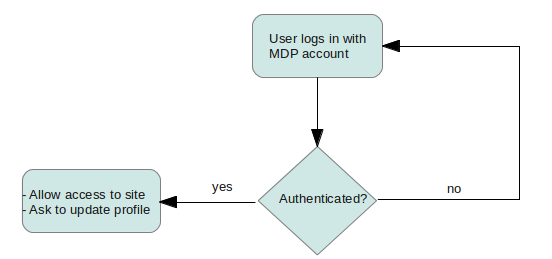 User logs in with
MDP account
Authenticated?
yes
no
- Allow access to site
- Ask to update profile